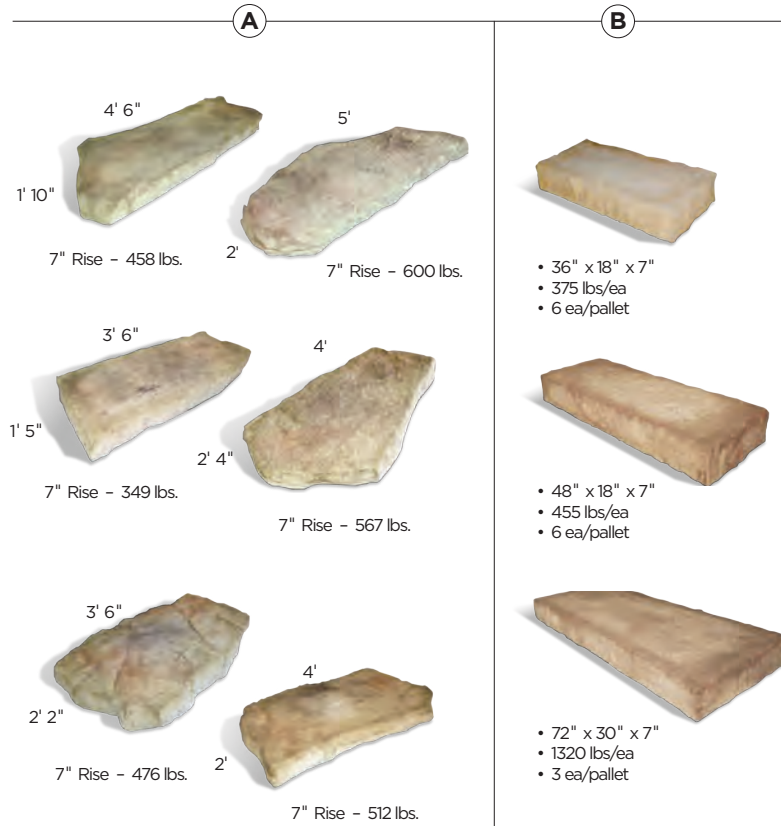 A
4' 6"
1' 10"
7" Rise - 458 lbs.
5'
2'
7" Rise - 600 lbs.
3' 6"
1' 5"
7" Rise - 349 lbs.
4'
2' 4"
7" Rise - 567 lbs.
3' 6"
2' 2"
7" Rise - 476 lbs.
4'
2'
7" Rise - 512 lbs.
B
• 36" x 18" x 7"
• 375 lbs/ea
• 6 ea/pallet
• 48" x 18" x 7"
• 455 lbs/ea
• 6 ea/pallet
• 72" x 30" x 7"
• 1320 lbs/ea
• 3 ea/pallet